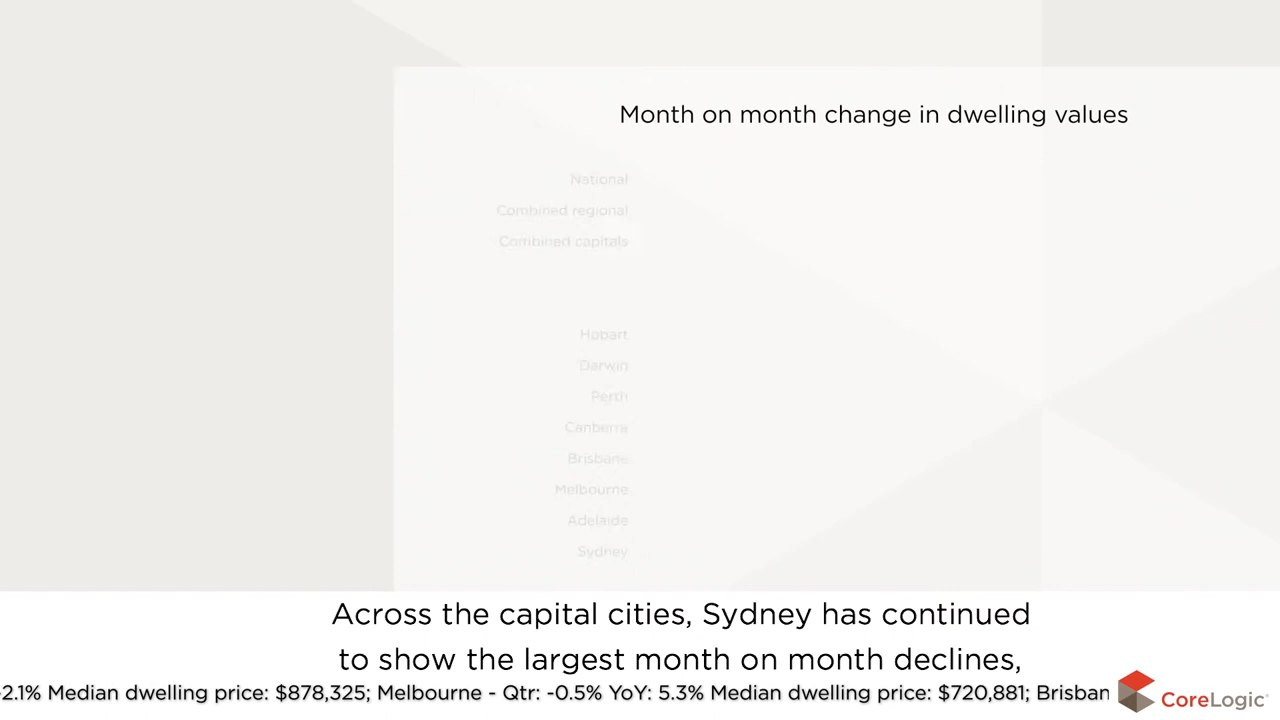 Month on month change in dwelling values
National
Combined regional
Combined capitals
Hobart
Darwin
Perth
Canberra
Brisbane
Melbourne
Adelaide
Sydney
Across the capital cities, Sydney has continued
to show the largest month on month declines,
2.1% Median dwelling price: $878,325; Melbourne - Qtr: -0.5% YoY: 5.3% Median dwelling price: $720,881; Brisban
CoreLogic